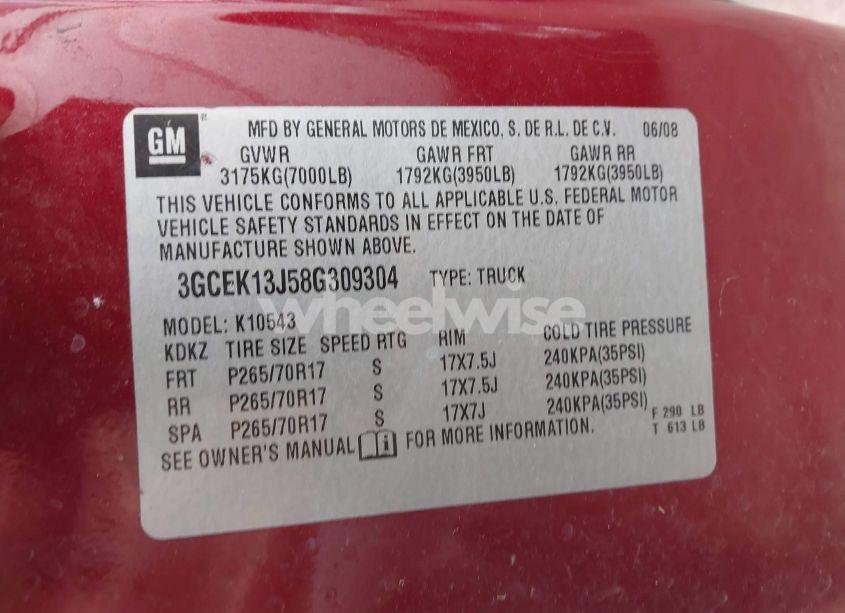 GM
MFD BY GENERAL MOTORS DE MEXICO, S. DE R.L. DE C.V. 06/08
GVWR GAWR FRT GAWR RR
3175KG(7000LB) 1792KG(3950LB) 1792KG(3950LB)
THIS VEHICLE CONFORMS TO ALL APPLICABLE U.S. FEDERAL MOTOR
VEHICLE SAFETY STANDARDS IN EFFECT ON THE DATE OF
MANUFACTURE SHOWN ABOVE.
3GCEK13J58G309304 TYPE: TRUCK
wheelwise
MODEL: K10543
KDKZ TIRE SIZE SPEED RTG RIM COLD TIRE PRESSURE
FRT P265/70R17 S 17X7.5J 240KPA(35PSI)
RR P265/70R17 S 17X7.5J 240KPA(35PSI)
SPA P265/70R17 S 17X7J 240KPA(35PSI)
SEE OWNER'S MANUAL i FOR MORE INFORMATION.
F 290 LB
T 613 LB